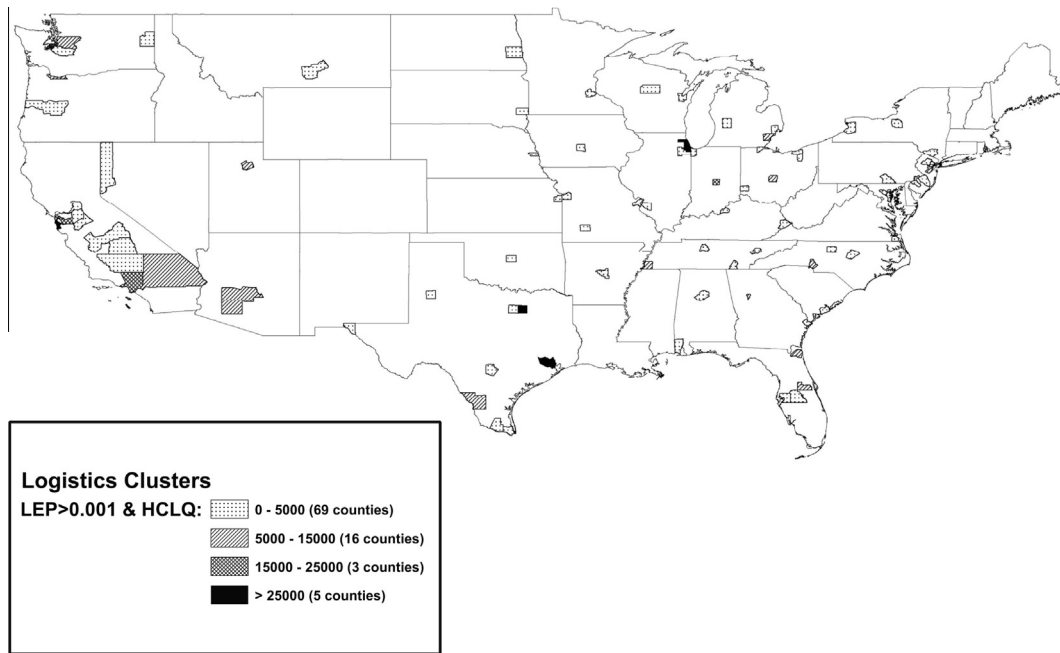 Logistics Clusters
LEP>0.001 & HCLQ:
0 - 5000 (69 counties)
5000 - 15000 (16 counties)
15000 - 25000 (3 counties)
> 25000 (5 counties)